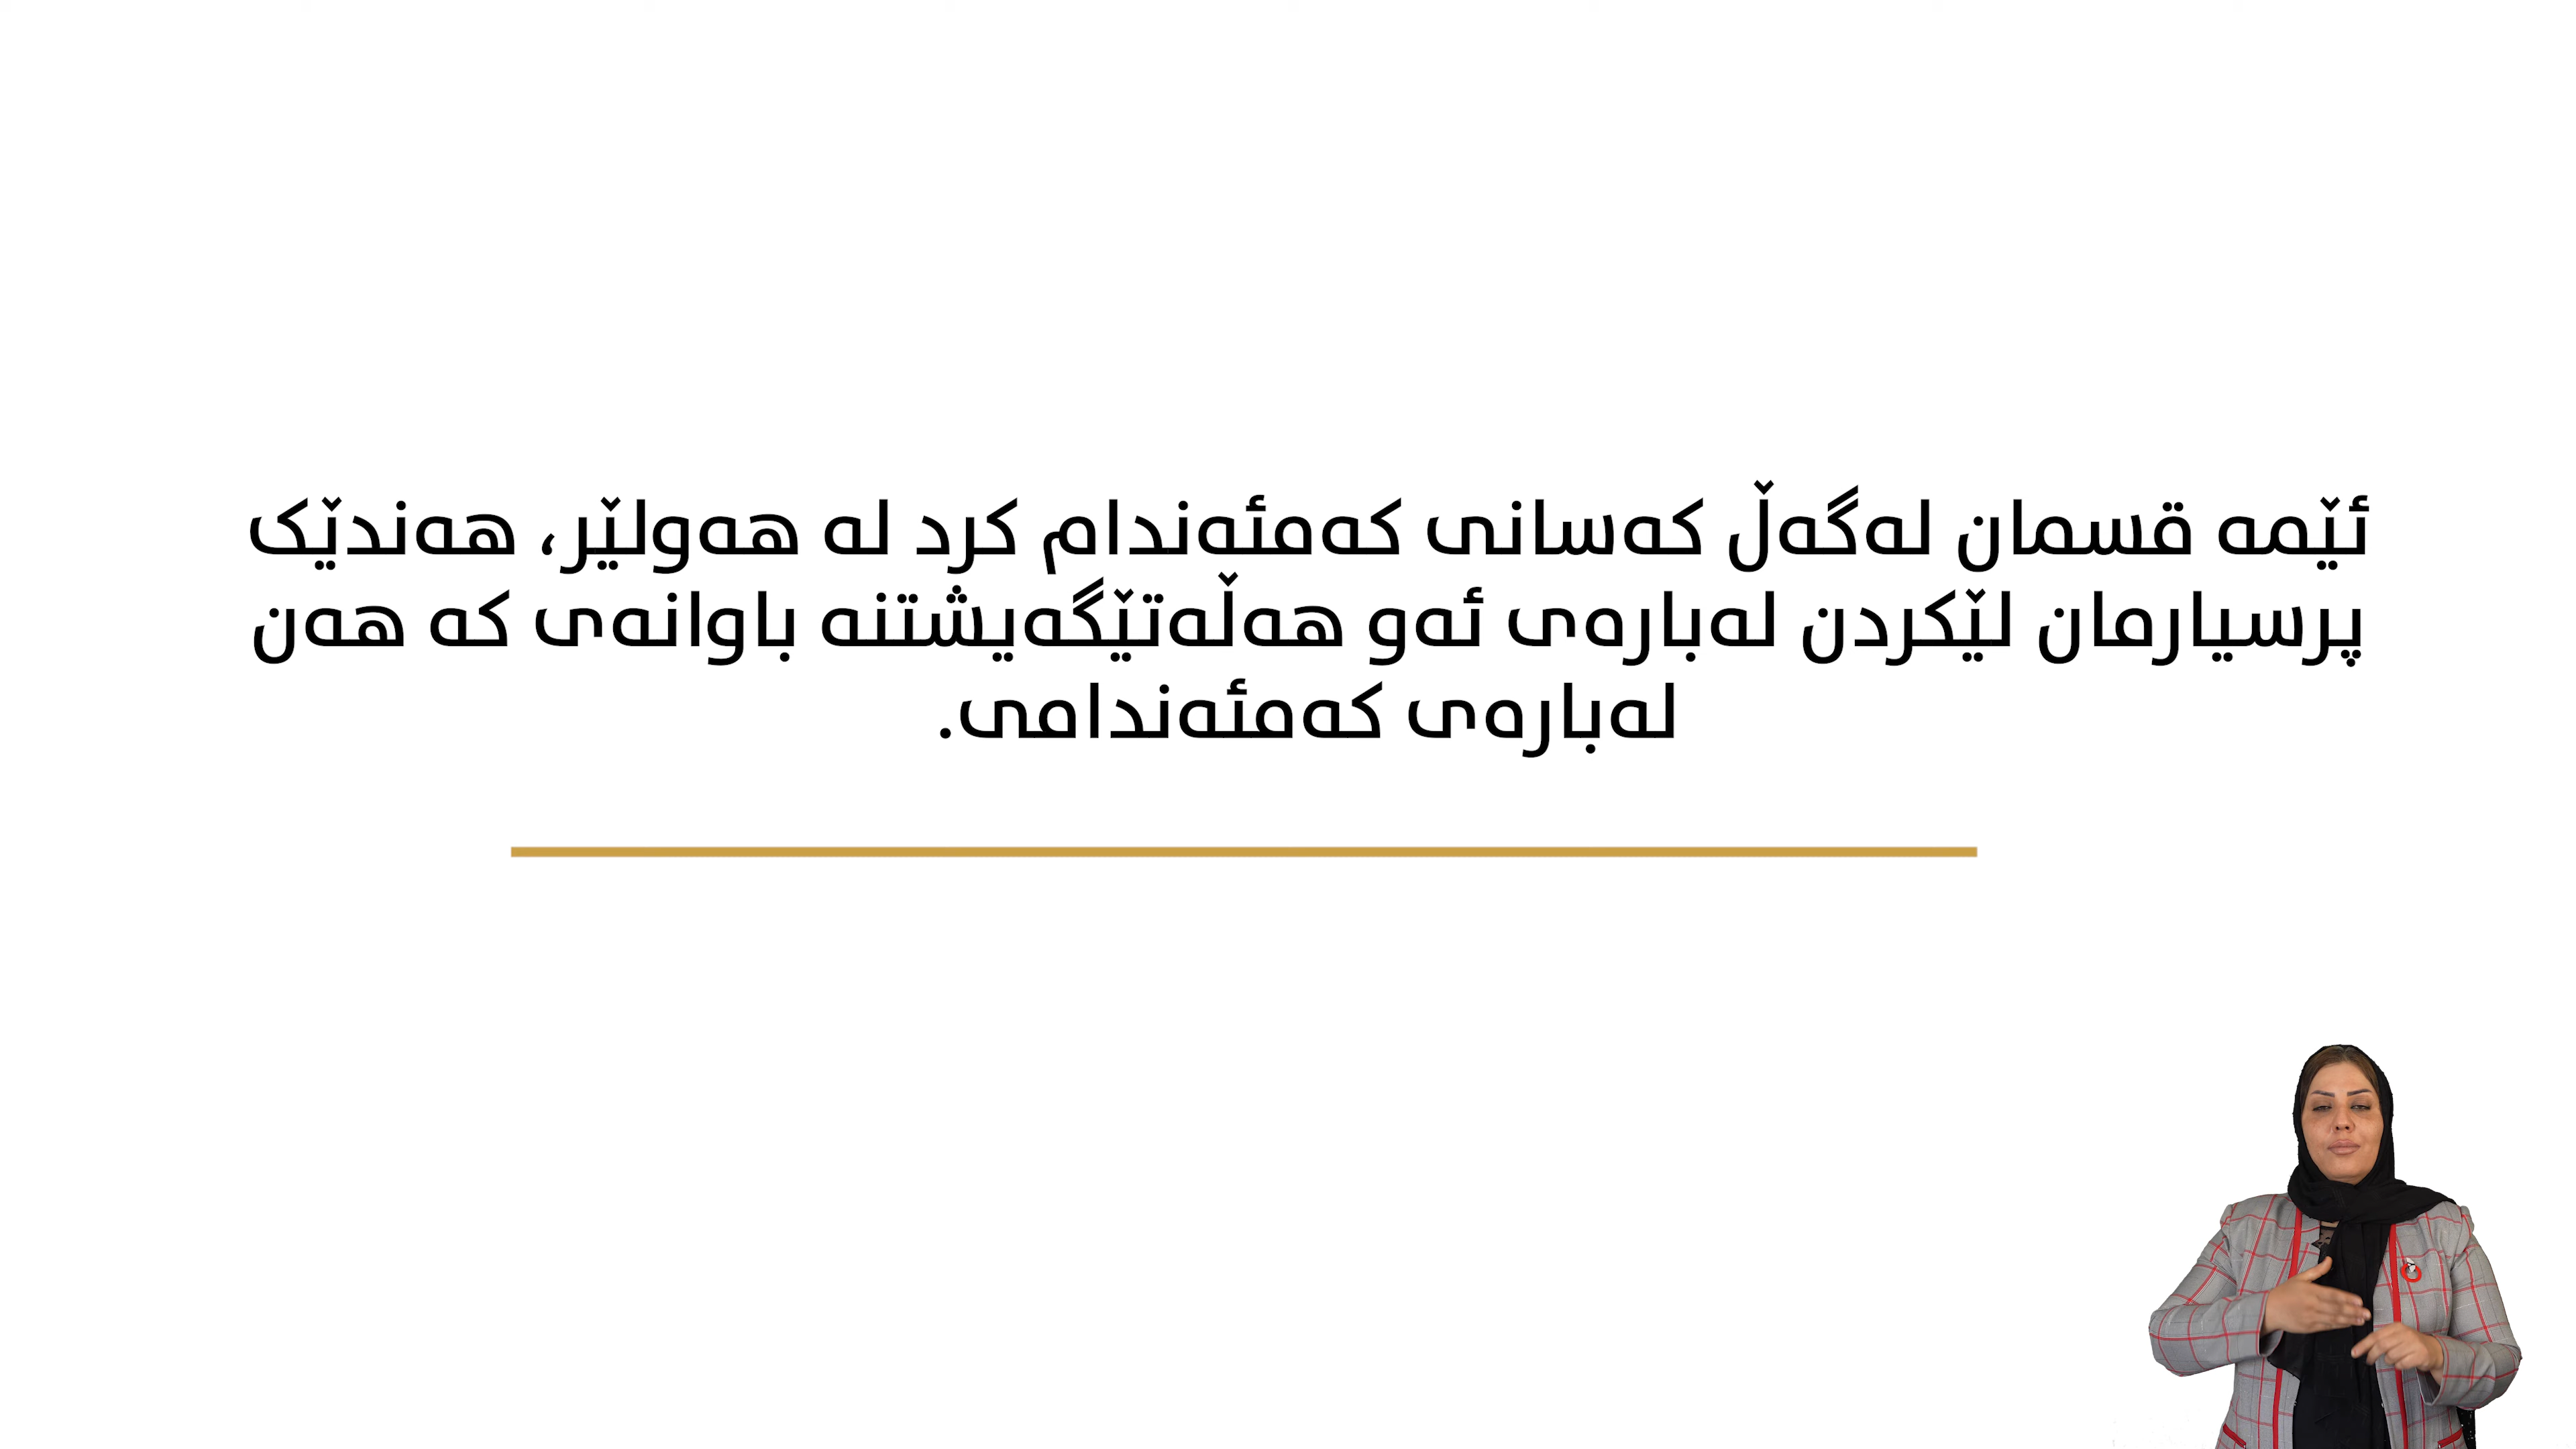 ئێمە قسمان لەگەڵ کەسانی کەمئەندام کرد لە هەولێر، هەندێک
پرسیارمان لێکردن لەبارەی ئەو هەڵەتێگەیشتنە باوانەی کە هەن
لەبارەی کەمئەندامی.